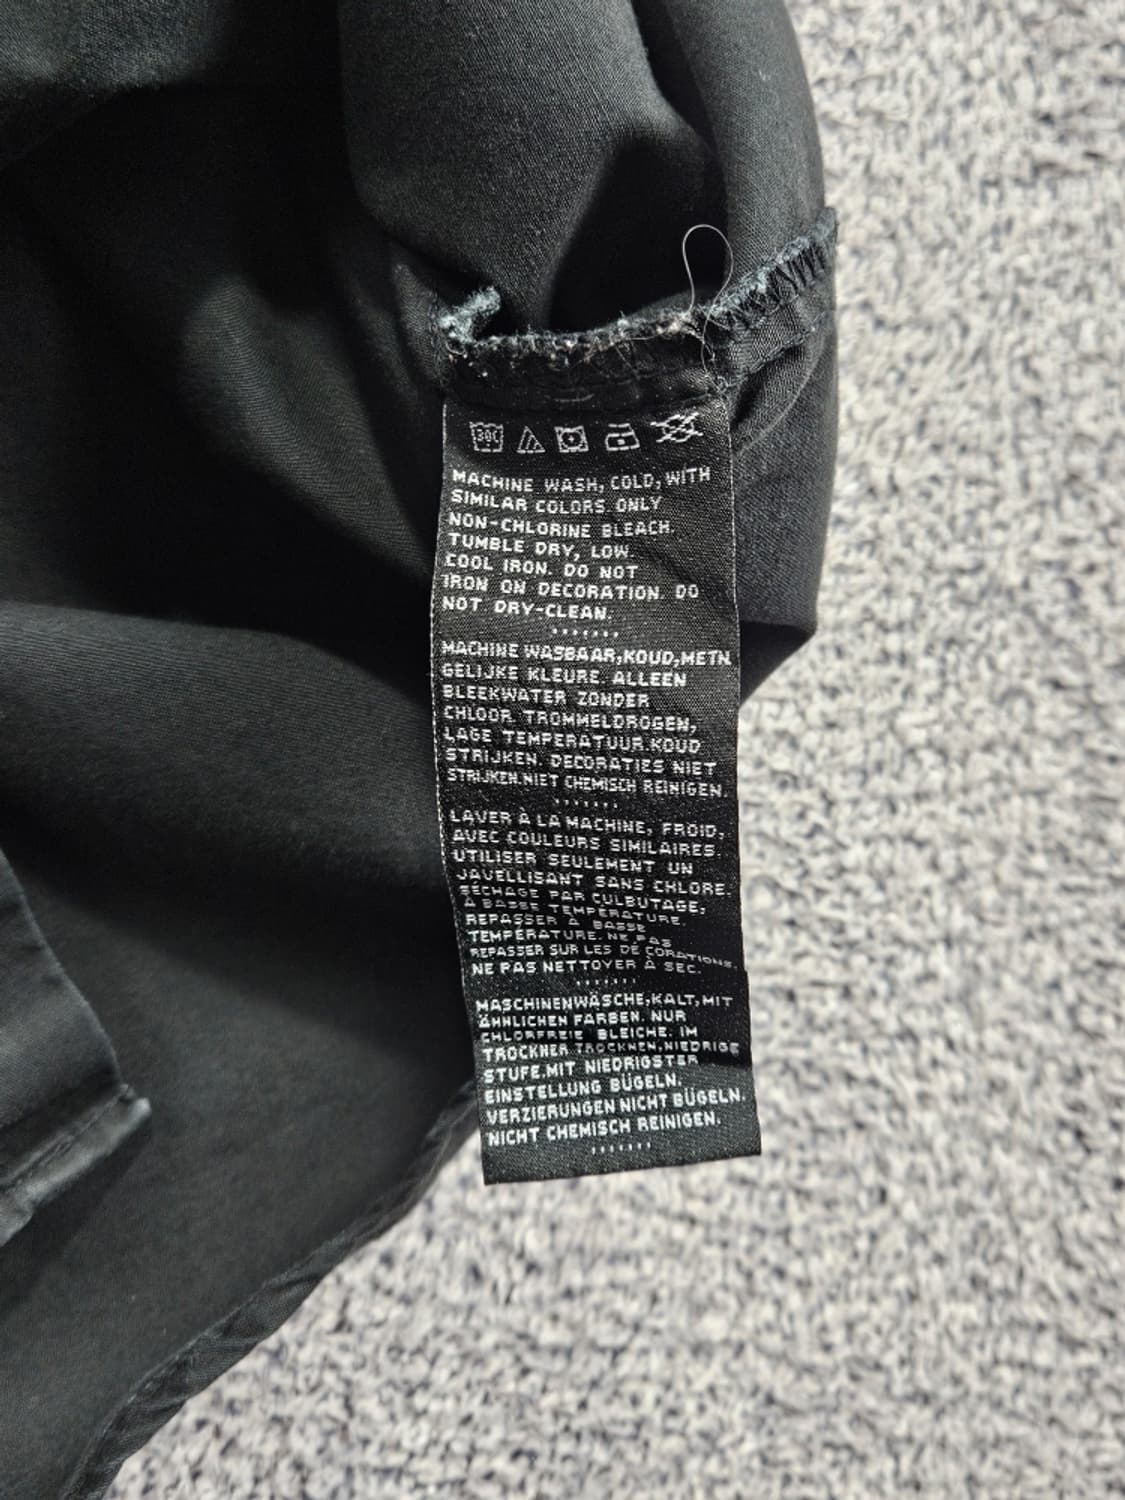 30C
MACHINE WASH, COLD, WITH
SIMILAR COLORS ONLY
NON-CHLORINE BLEACH.
TUMBLE DRY, LOW.
COOL IRON. DO NOT
IRON ON DECORATION. DO
NOT DRY-CLEAN.
MACHINE WASBAAR,KOUD,METN
GELIJKE KLEURE. ALLEEN
BLEEKWATER ZONDER
CHLOOR. TROMMELDROGEN,
LAGE TEMPERATUUR.KOUD
STRIJKEN. DECORATIES NIET
STRIJKEN.NIET CHEMISCH REINIGEN.
LAVER À LA MACHINE, FROID,
AVEC COULEURS SIMILAIRES
UTILISER SEULEMENT UN
JAVELLISANT SANS CHLORE.
SÉCHAGE PAR CULBUTAGE,
À BASSE TEMPÉRATURE.
REPASSER À BASSE
TEMPÉRATURE. NE PAS
REPASSER SUR LES DÉ CORATIONS.
NE PAS NETTOYER À SEC.
MASCHINENWÄSCHE,KALT,MIT
ÄHNLICHEN FARBEN. NUR
CHLORFREIE BLEICHE. IM
TROCKNER TROCKNEN,NIEDRIGE
STUFE.MIT NIEDRIGSTER
EINSTELLUNG BÜGELN.
VERZIERUNGEN NICHT BÜGELN.
NICHT CHEMISCH REINIGEN.